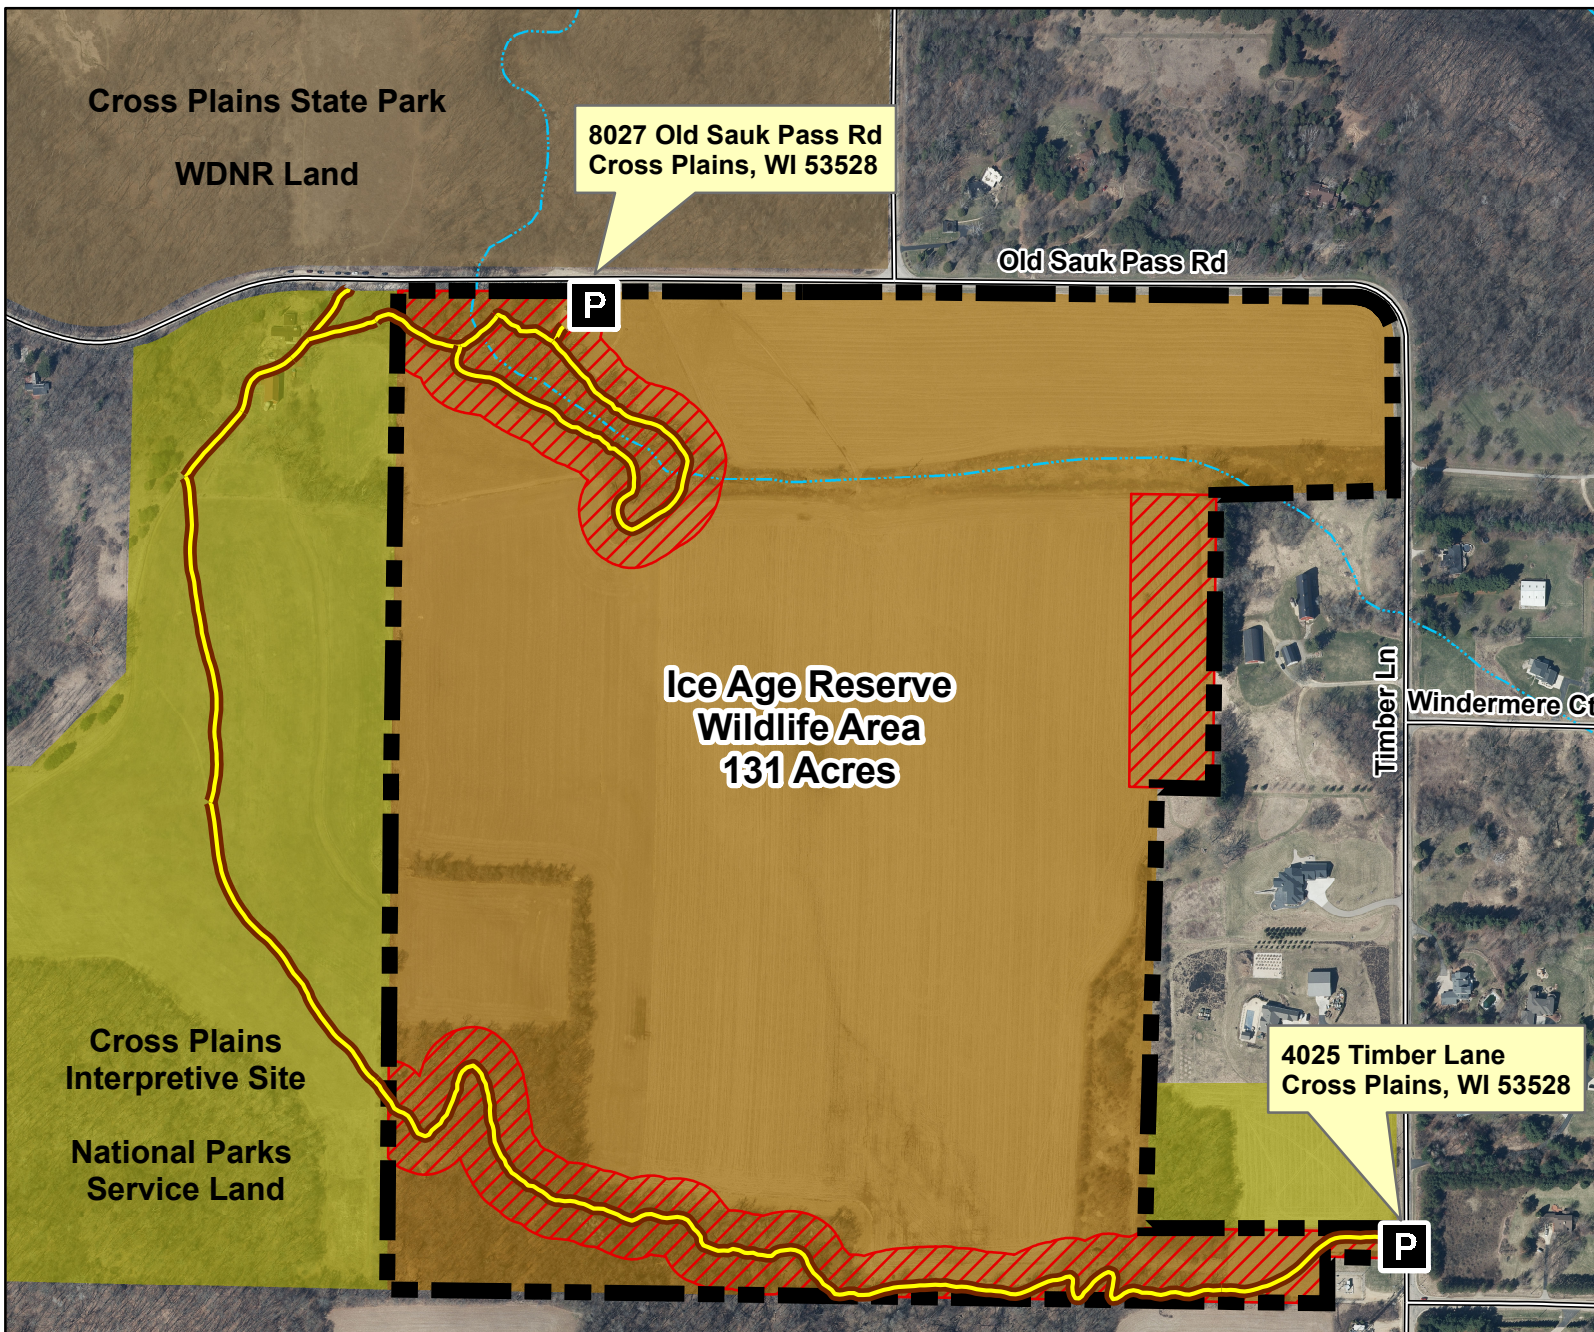 Cross Plains State Park
WDNR Land
8027 Old Sauk Pass Rd
Cross Plains, WI 53528
Old Sauk Pass Rd
P
Ice Age Reserve
Wildlife Area
131 Acres
Timber Ln
Windermere Ct
Cross Plains
Interpretive Site
National Parks
Service Land
4025 Timber Lane
Cross Plains, WI 53528
P